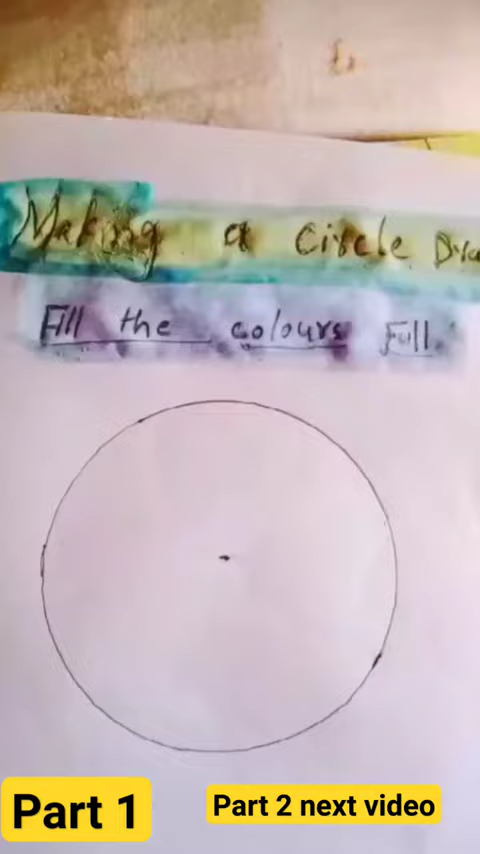 Making a circle
Fill the colours Full.
Part 1
Part 2 next video